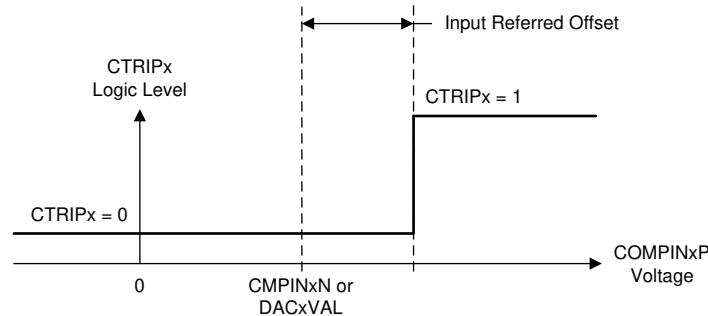 Input Referred Offset
CTRIPx
Logic Level
CTRIPx = 1
CTRIPx = 0
COMPINxP
Voltage
0
CMPINxN or
DACxVAL